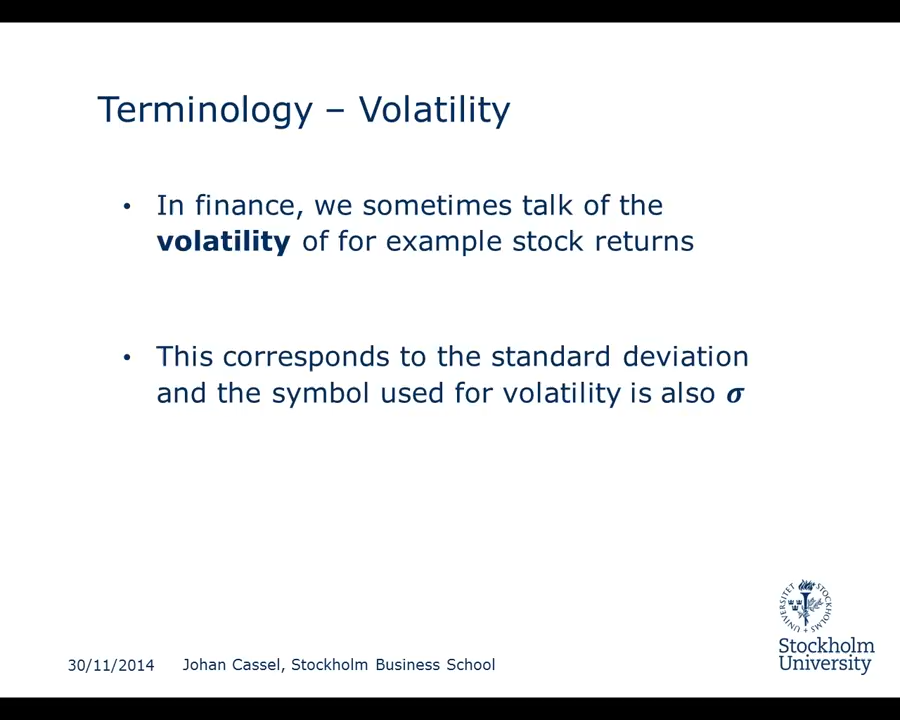 Terminology – Volatility
• In finance, we sometimes talk of the
volatility of for example stock returns
• This corresponds to the standard deviation
and the symbol used for volatility is also σ
STOCKHOLMS UNIVERSITET
Stockholm
University
30/11/2014 Johan Cassel, Stockholm Business School